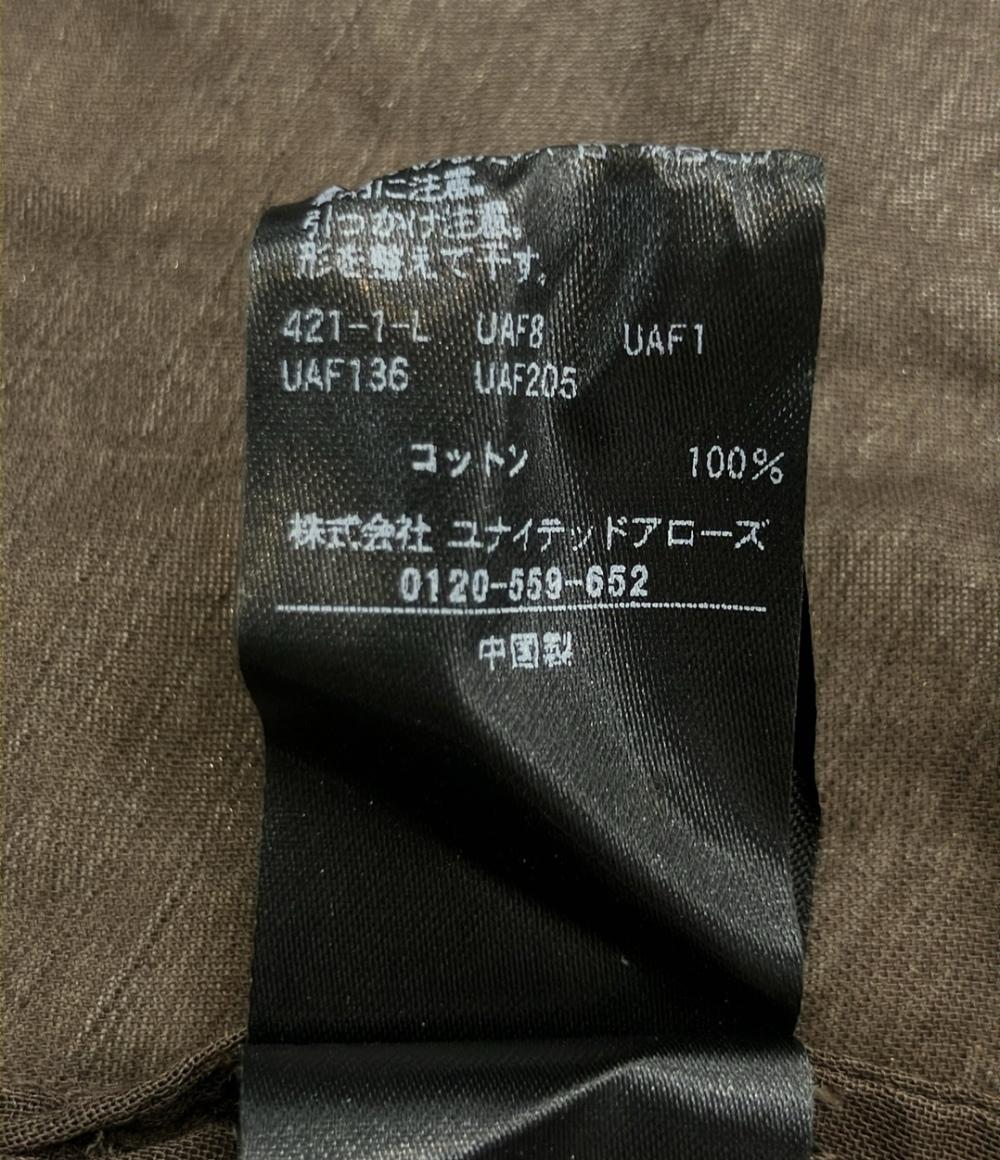 に注意。
引っかけ注意。
形を整えて干す。
421-1-L UAF8 UAF1
UAF136 UAF205
コットン 100%
株式会社 ユナイテッドアローズ
0120-559-652
中国製